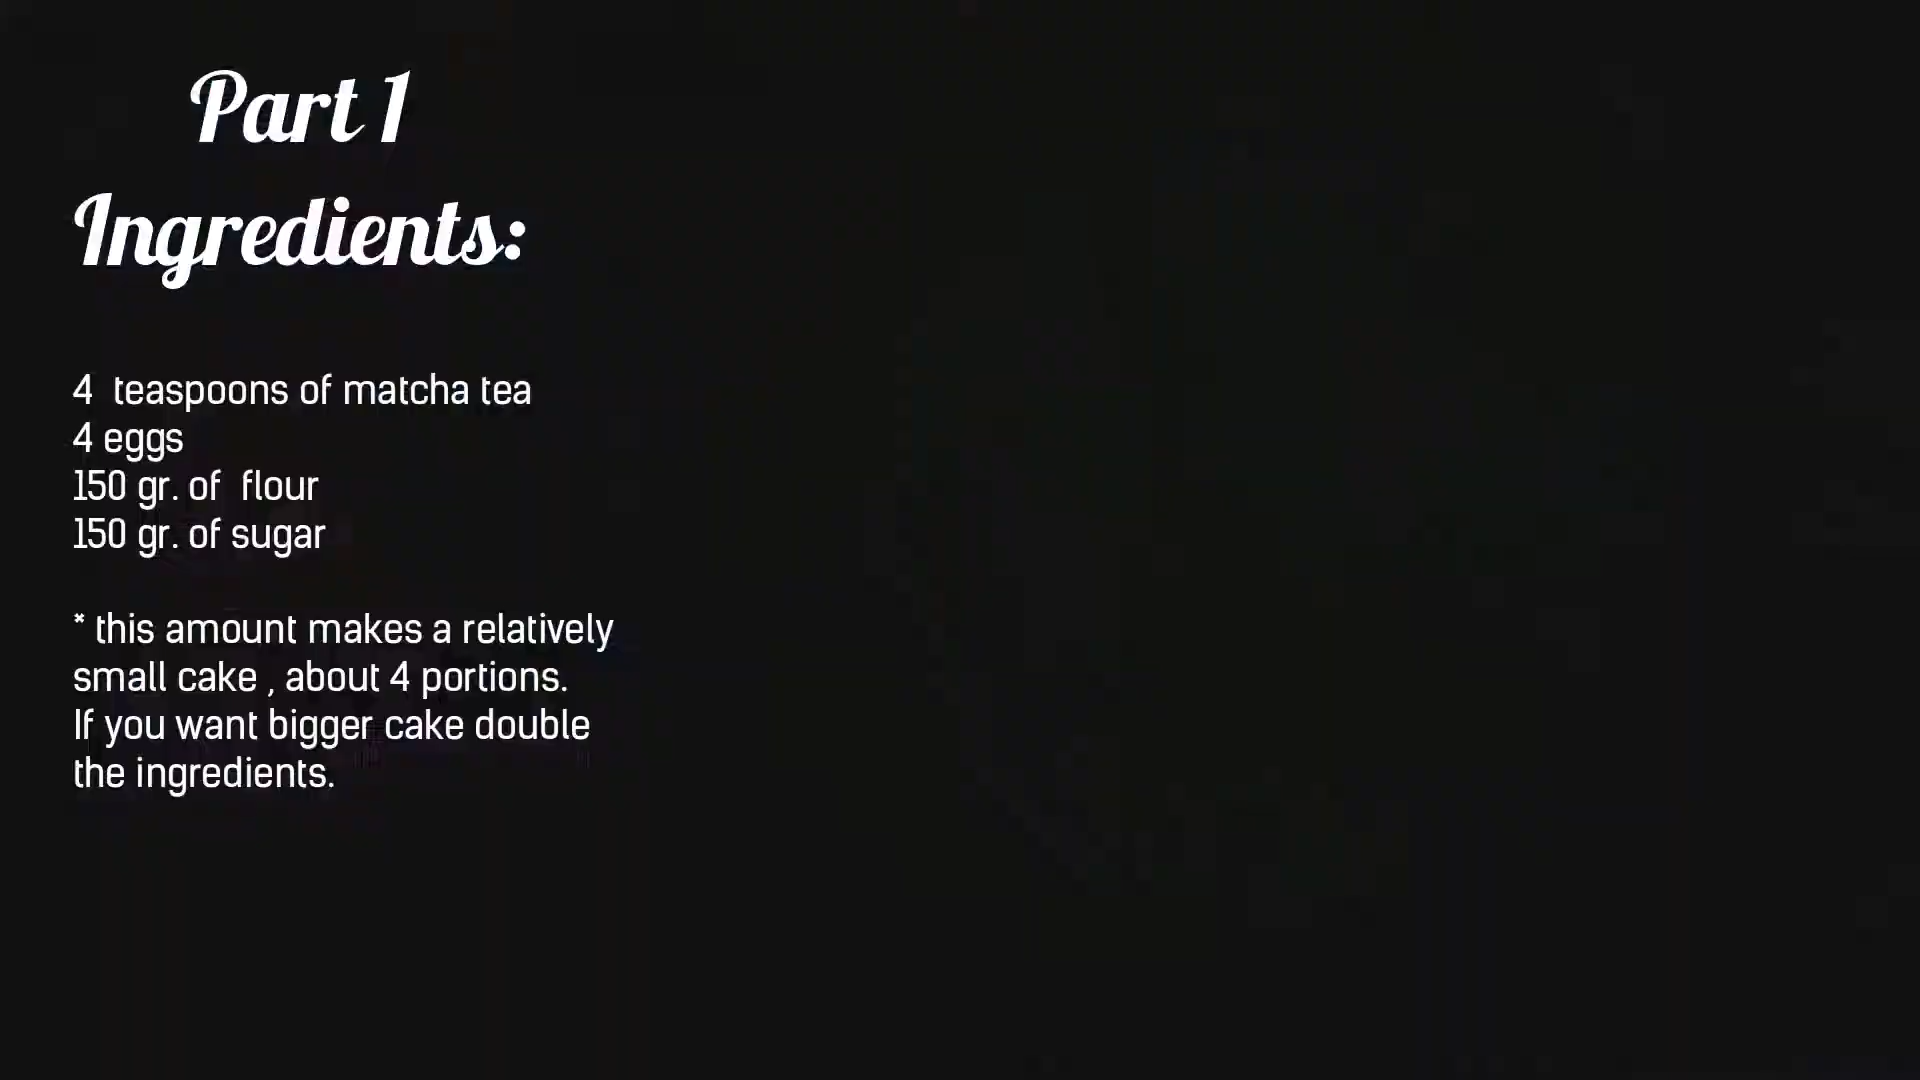 Part 1
Ingredients:
4 teaspoons of matcha tea
4 eggs
150 gr. of flour
150 gr. of sugar
* this amount makes a relatively
small cake , about 4 portions.
If you want bigger cake double
the ingredients.